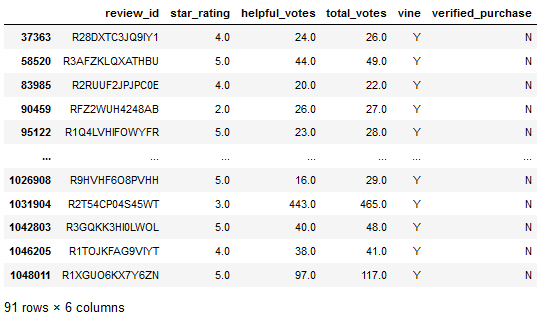 review_id star_rating helpful_votes total_votes vine verified_purchase
37363 R28DXTC3JQ9IY1 4.0 24.0 26.0 Y N
58520 R3AFZKLQXATHBU 5.0 44.0 49.0 Y N
83985 R2RUUF2JPJPC0E 4.0 20.0 22.0 Y N
90459 RFZ2WUH4248AB 2.0 26.0 27.0 Y N
95122 R1Q4LVHIFOWYFR 5.0 23.0 28.0 Y N
... ... ... ... ... ... ...
1026908 R9HVHF6O8PVHH 5.0 16.0 29.0 Y N
1031904 R2T54CP04S45WT 3.0 443.0 465.0 Y N
1042803 R3GQKK3HI0LWOL 5.0 40.0 48.0 Y N
1046205 R1TOJKFAG9VIYT 4.0 38.0 41.0 Y N
1048011 R1XGUO6KX7Y6ZN 5.0 97.0 117.0 Y N
91 rows × 6 columns